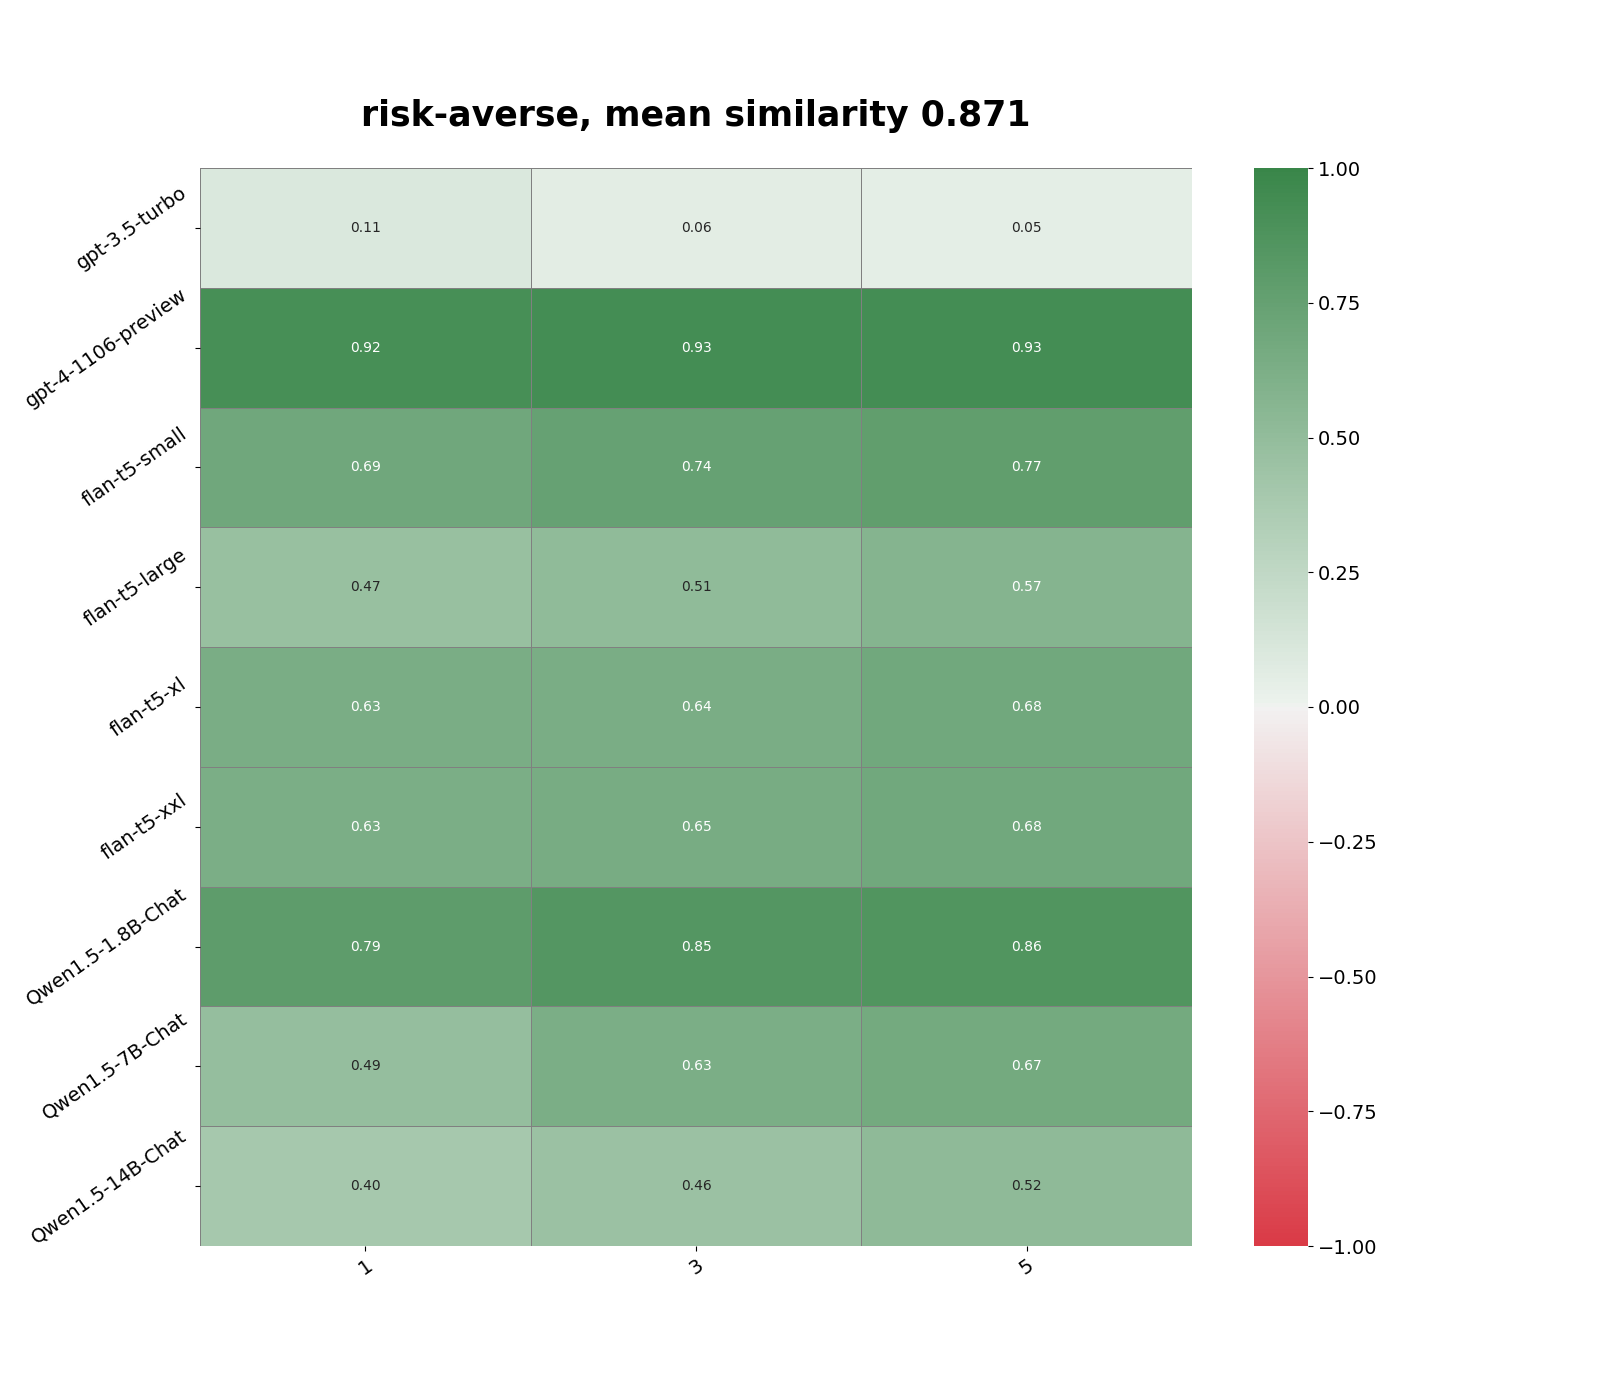 risk-averse, mean similarity 0.871
gpt-3.5-turbo 0.11 0.06 0.05
gpt-4-1106-preview 0.92 0.93 0.93
flan-t5-small 0.69 0.74 0.77
flan-t5-large 0.47 0.51 0.57
flan-t5-xl 0.63 0.64 0.68
flan-t5-xxl 0.63 0.65 0.68
Qwen1.5-1.8B-Chat 0.79 0.85 0.86
Qwen1.5-7B-Chat 0.49 0.63 0.67
Qwen1.5-14B-Chat 0.40 0.46 0.52
1 3 5
1.00
0.75
0.50
0.25
0.00
−0.25
−0.50
−0.75
−1.00